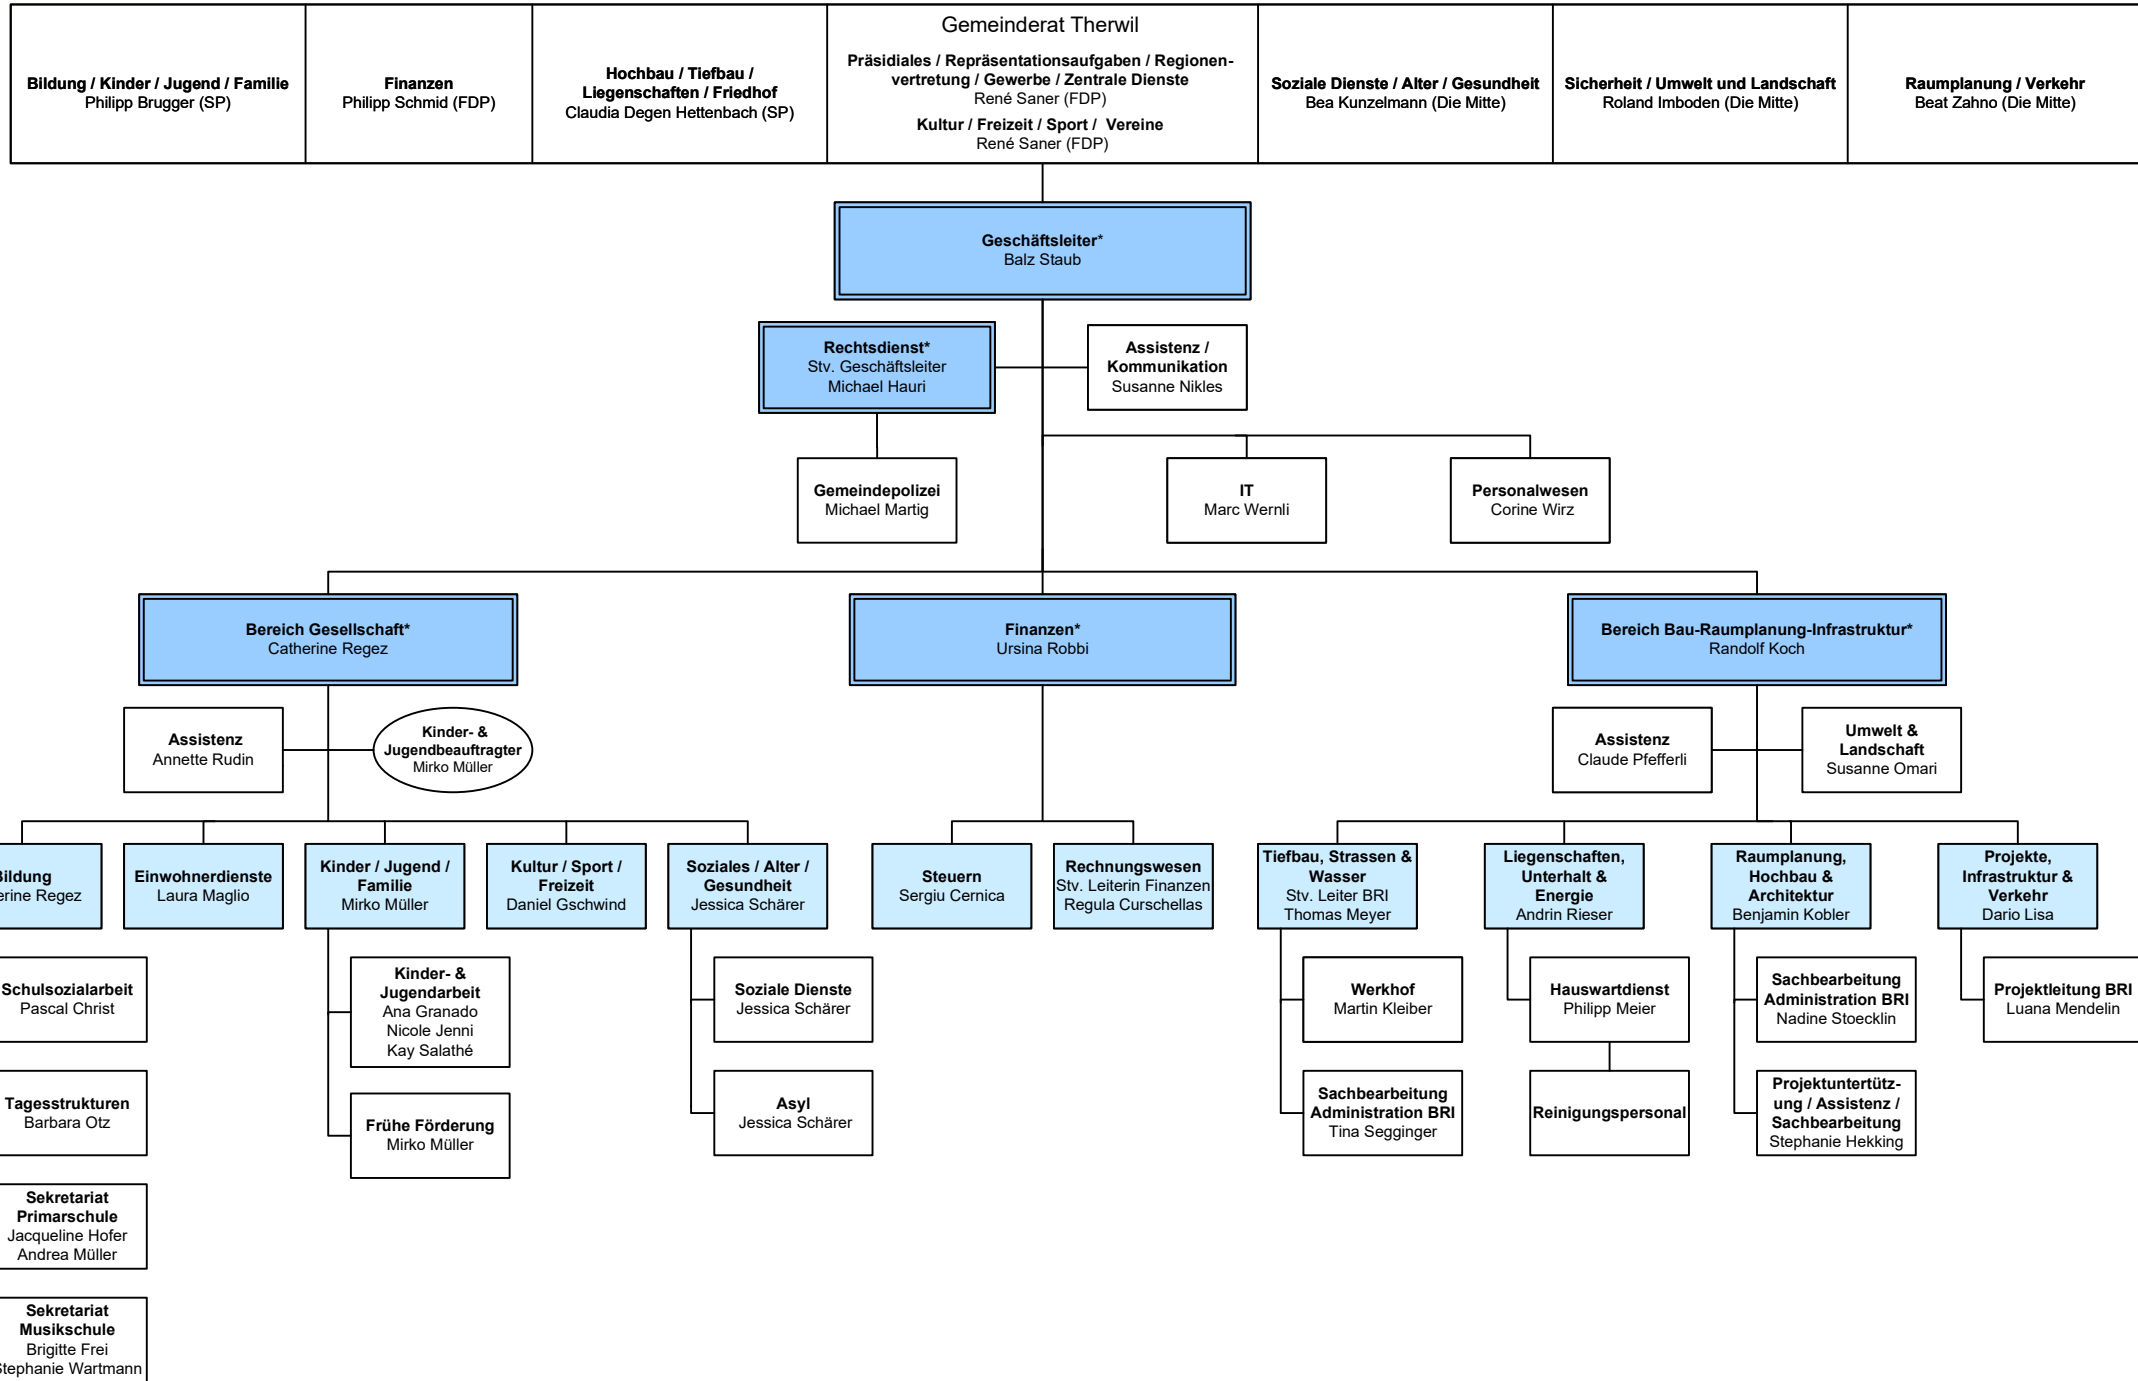 Gemeinderat Therwil
Bildung / Kinder / Jugend / Familie
Philipp Brugger (SP)
Finanzen
Philipp Schmid (FDP)
Hochbau / Tiefbau /
Liegenschaften / Friedhof
Claudia Degen Hettenbach (SP)
Präsidiales / Repräsentationsaufgaben / Regionen-
vertretung / Gewerbe / Zentrale Dienste
René Saner (FDP)
Kultur / Freizeit / Sport / Vereine
René Saner (FDP)
Soziale Dienste / Alter / Gesundheit
Bea Kunzelmann (Die Mitte)
Sicherheit / Umwelt und Landschaft
Roland Imboden (Die Mitte)
Raumplanung / Verkehr
Beat Zahno (Die Mitte)
Geschäftsleiter*
Balz Staub
Rechtsdienst*
Stv. Geschäftsleiter
Michael Hauri
Assistenz /
Kommunikation
Susanne Nikles
Gemeindepolizei
Michael Martig
IT
Marc Wernli
Personalwesen
Corine Wirz
Bereich Gesellschaft*
Catherine Regez
Finanzen*
Ursina Robbi
Bereich Bau-Raumplanung-Infrastruktur*
Randolf Koch
Assistenz
Annette Rudin
Kinder- &
Jugendbeauftragter
Mirko Müller
Assistenz
Claude Pfefferli
Umwelt &
Landschaft
Susanne Omari
Bildung
erine Regez
Einwohnerdienste
Laura Maglio
Kinder / Jugend /
Familie
Mirko Müller
Kultur / Sport /
Freizeit
Daniel Gschwind
Soziales / Alter /
Gesundheit
Jessica Schärer
Steuern
Sergiu Cernica
Rechnungswesen
Stv. Leiterin Finanzen
Regula Curschellas
Tiefbau, Strassen &
Wasser
Stv. Leiter BRI
Thomas Meyer
Liegenschaften,
Unterhalt &
Energie
Andrin Rieser
Raumplanung,
Hochbau &
Architektur
Benjamin Kobler
Projekte,
Infrastruktur &
Verkehr
Dario Lisa
Schulsozialarbeit
Pascal Christ
Kinder- &
Jugendarbeit
Ana Granado
Nicole Jenni
Kay Salathé
Soziale Dienste
Jessica Schärer
Werkhof
Martin Kleiber
Hauswartdienst
Philipp Meier
Sachbearbeitung
Administration BRI
Nadine Stoecklin
Projektleitung BRI
Luana Mendelin
Tagesstrukturen
Barbara Otz
Frühe Förderung
Mirko Müller
Asyl
Jessica Schärer
Sachbearbeitung
Administration BRI
Tina Segginger
Reinigungspersonal
Projektuntertütz-
ung / Assistenz /
Sachbearbeitung
Stephanie Hekking
Sekretariat
Primarschule
Jacqueline Hofer
Andrea Müller
Sekretariat
Musikschule
Brigitte Frei
Stephanie Wartmann